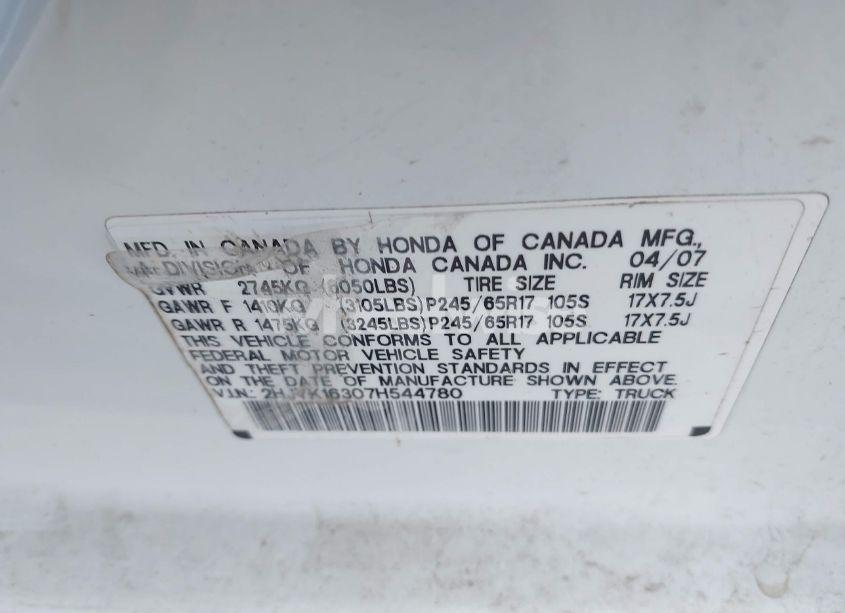 MFD. IN CANADA BY HONDA OF CANADA MFG.,
DIVISION OF HONDA CANADA INC. 04/07
GVWR 2745KG (6050LBS) TIRE SIZE RIM SIZE
GAWR F 1410KG (3105LBS) P245/65R17 105S 17X7.5J
GAWR R 1475KG (3245LBS) P245/65R17 105S 17X7.5J
THIS VEHICLE CONFORMS TO ALL APPLICABLE
FEDERAL MOTOR VEHICLE SAFETY
AND THEFT PREVENTION STANDARDS IN EFFECT
ON THE DATE OF MANUFACTURE SHOWN ABOVE.
V.I.N.: TYPE: TRUCK